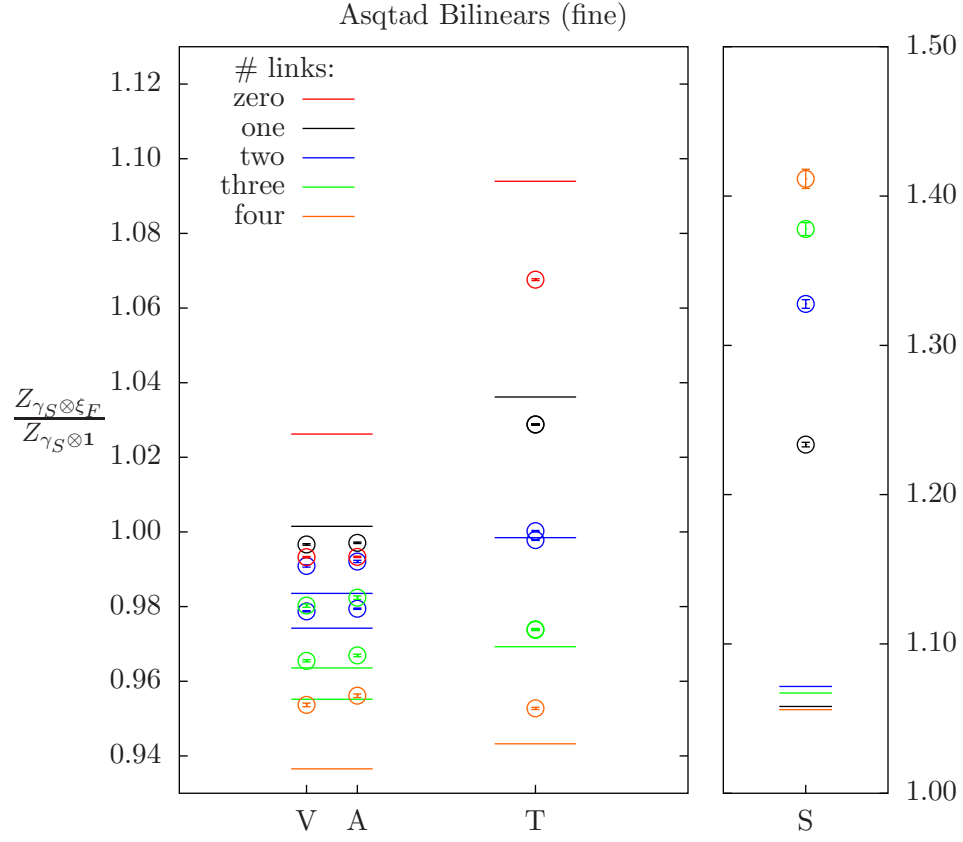 Asqtad Bilinears (fine)
# links:
zero
one
two
three
four
1.12
1.10
1.08
1.06
1.04
1.02
1.00
0.98
0.96
0.94
Z_{γ_S⊗ξ_F}
Z_{γ_S⊗𝟏}
V A T S
1.50
1.40
1.30
1.20
1.10
1.00